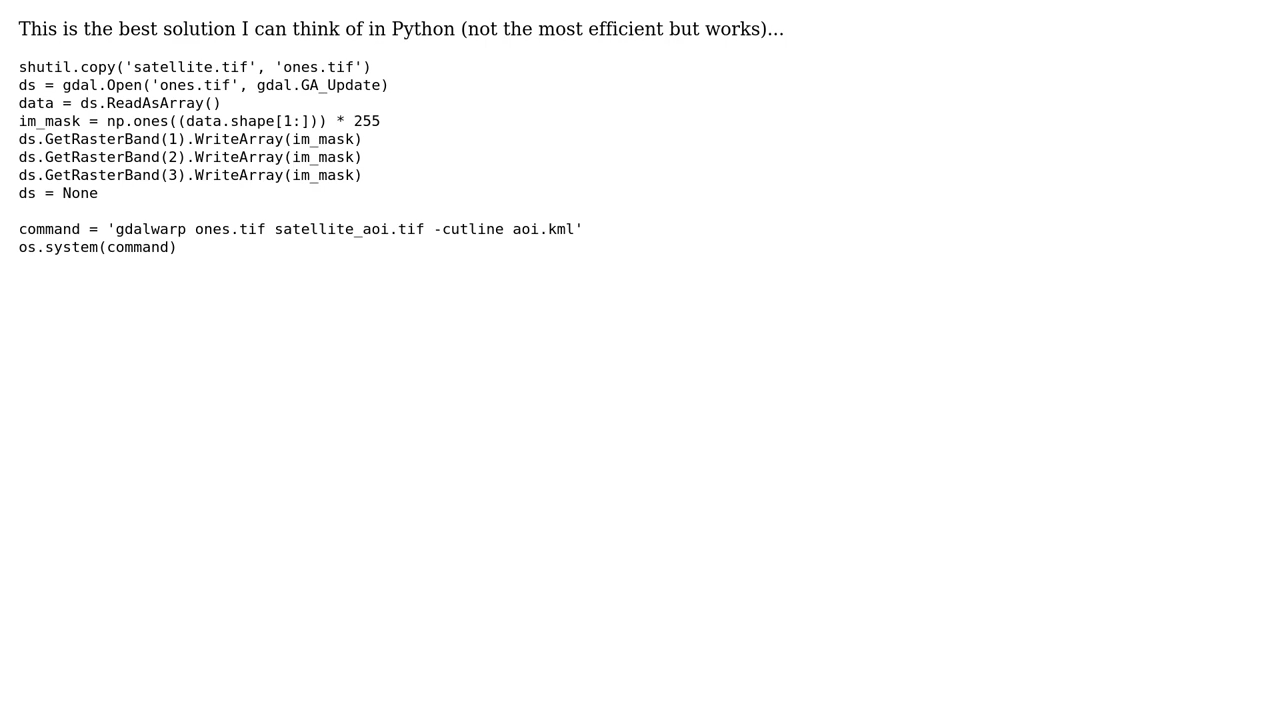 This is the best solution I can think of in Python (not the most efficient but works)...
shutil.copy('satellite.tif', 'ones.tif')
ds = gdal.Open('ones.tif', gdal.GA_Update)
data = ds.ReadAsArray()
im_mask = np.ones((data.shape[1:])) * 255
ds.GetRasterBand(1).WriteArray(im_mask)
ds.GetRasterBand(2).WriteArray(im_mask)
ds.GetRasterBand(3).WriteArray(im_mask)
ds = None

command = 'gdalwarp ones.tif satellite_aoi.tif -cutline aoi.kml'
os.system(command)